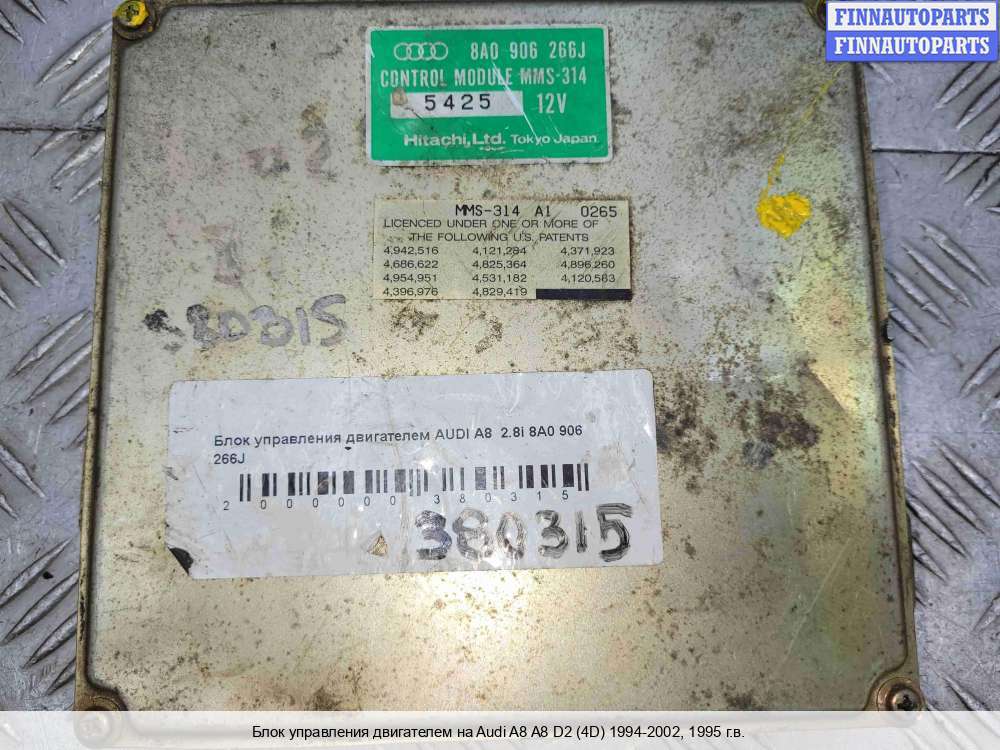 FINNAUTOPARTS
FINNAUTOPARTS
8A0 906 266J
CONTROL MODULE MMS-314
5425 12V
Hitachi, Ltd. Tokyo Japan
MMS-314 A1 0265
LICENCED UNDER ONE OR MORE OF
THE FOLLOWING U.S. PATENTS
4,942,516 4,121,284 4,371,923
4,686,622 4,825,364 4,896,260
4,954,951 4,531,182 4,120,583
4,396,976 4,829,419
380315
Блок управления двигателем AUDI A8 2.8i 8A0 906
266J
2 000000 380315
380315
Блок управления двигателем на Audi A8 A8 D2 (4D) 1994-2002, 1995 г.в.